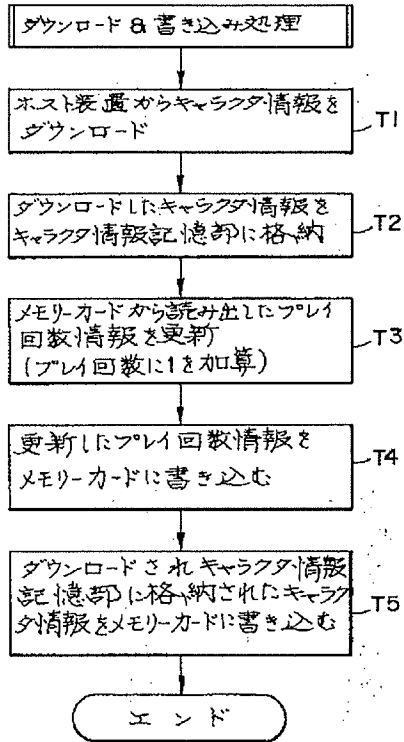 ダウンロード&書き込み処理
ホスト装置からキャラクタ情報を
ダウンロード
T1
ダウンロードしたキャラクタ情報を
キャラクタ情報記憶部に格納
T2
メモリーカードから読み出したプレイ
回数情報を更新
(プレイ回数に1を加算)
T3
更新したプレイ回数情報を
メモリーカードに書き込む
T4
ダウンロードされキャラクタ情報
記憶部に格納されたキャラク
タ情報をメモリーカードに書き込む
T5
エンド